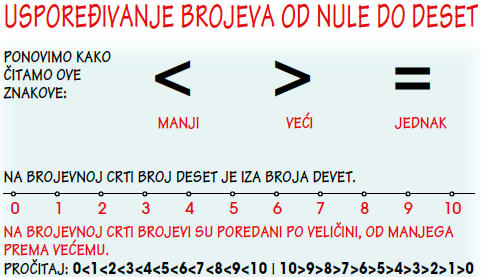 USPOREĐIVANJE BROJEVA OD NULE DO DESET
PONOVIMO KAKO
ČITAMO OVE
ZNAKOVE:
< > =
MANJI VEĆI JEDNAK
NA BROJEVNOJ CRTI BROJ DESET JE IZA BROJA DEVET.
0 1 2 3 4 5 6 7 8 9 10
NA BROJEVNOJ CRTI BROJEVI SU POREDANI PO VELIČINI, OD MANJEGA
PREMA VEĆEMU.
PROČITAJ: 0<1<2<3<4<5<6<7<8<9<10 I 10>9>8>7>6>5>4>3>2>1>0